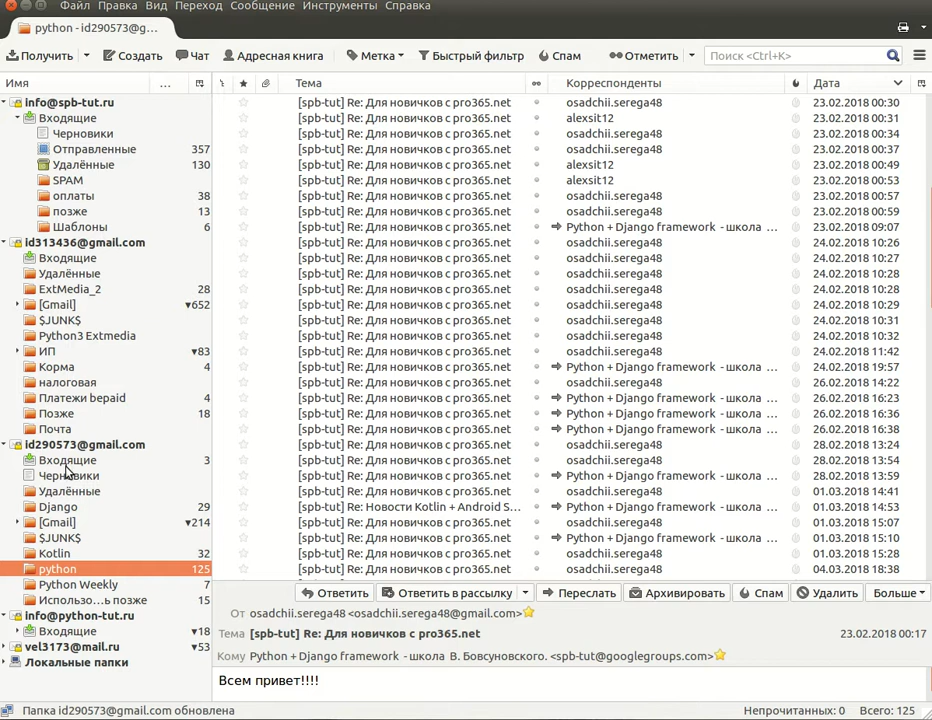 Файл Правка Вид Переход Сообщение Инструменты Справка
python - id290573@g...
Получить Создать Чат Адресная книга Метка Быстрый фильтр Спам Отметить Поиск <Ctrl+K>
Имя ... Тема Корреспонденты Дата
info@spb-tut.ru
Входящие
Черновики
Отправленные 357
Удалённые 130
SPAM
оплаты 38
позже 13
Шаблоны 6
id313436@gmail.com
Входящие
Удалённые
ExtMedia_2 28
[Gmail] ▾652
$JUNK$
Python3 Extmedia
ИП ▾83
Корма 4
налоговая
Платежи bepaid 4
Позже 18
Почта
id290573@gmail.com
Входящие 3
Черновики
Удалённые
Django 29
[Gmail] ▾214
$JUNK$
Kotlin 32
python 125
Python Weekly 7
Использо...ь позже 15
info@python-tut.ru
Входящие ▾18
vel3173@mail.ru ▾53
Локальные папки
[spb-tut] Re: Для новичков с pro365.net osadchii.serega48 23.02.2018 00:30
[spb-tut] Re: Для новичков с pro365.net alexsit12 23.02.2018 00:31
[spb-tut] Re: Для новичков с pro365.net osadchii.serega48 23.02.2018 00:34
[spb-tut] Re: Для новичков с pro365.net osadchii.serega48 23.02.2018 00:37
[spb-tut] Re: Для новичков с pro365.net alexsit12 23.02.2018 00:49
[spb-tut] Re: Для новичков с pro365.net alexsit12 23.02.2018 00:53
[spb-tut] Re: Для новичков с pro365.net osadchii.serega48 23.02.2018 00:57
[spb-tut] Re: Для новичков с pro365.net osadchii.serega48 23.02.2018 00:59
[spb-tut] Re: Для новичков с pro365.net Python + Django framework - школа ... 23.02.2018 09:07
[spb-tut] Re: Для новичков с pro365.net osadchii.serega48 24.02.2018 10:26
[spb-tut] Re: Для новичков с pro365.net osadchii.serega48 24.02.2018 10:27
[spb-tut] Re: Для новичков с pro365.net osadchii.serega48 24.02.2018 10:28
[spb-tut] Re: Для новичков с pro365.net osadchii.serega48 24.02.2018 10:28
[spb-tut] Re: Для новичков с pro365.net osadchii.serega48 24.02.2018 10:29
[spb-tut] Re: Для новичков с pro365.net osadchii.serega48 24.02.2018 10:31
[spb-tut] Re: Для новичков с pro365.net osadchii.serega48 24.02.2018 10:32
[spb-tut] Re: Для новичков с pro365.net osadchii.serega48 24.02.2018 11:42
[spb-tut] Re: Для новичков с pro365.net Python + Django framework - школа ... 24.02.2018 19:57
[spb-tut] Re: Для новичков с pro365.net osadchii.serega48 26.02.2018 14:22
[spb-tut] Re: Для новичков с pro365.net Python + Django framework - школа ... 26.02.2018 16:23
[spb-tut] Re: Для новичков с pro365.net Python + Django framework - школа ... 26.02.2018 16:36
[spb-tut] Re: Для новичков с pro365.net Python + Django framework - школа ... 26.02.2018 16:38
[spb-tut] Re: Для новичков с pro365.net osadchii.serega48 28.02.2018 13:24
[spb-tut] Re: Для новичков с pro365.net osadchii.serega48 28.02.2018 13:54
[spb-tut] Re: Для новичков с pro365.net Python + Django framework - школа ... 28.02.2018 13:59
[spb-tut] Re: Для новичков с pro365.net osadchii.serega48 01.03.2018 14:41
[spb-tut] Re: Новости Kotlin + Android S... Python + Django framework - школа ... 01.03.2018 14:53
[spb-tut] Re: Для новичков с pro365.net osadchii.serega48 01.03.2018 15:07
[spb-tut] Re: Для новичков с pro365.net Python + Django framework - школа ... 01.03.2018 15:10
[spb-tut] Re: Для новичков с pro365.net osadchii.serega48 01.03.2018 15:28
[spb-tut] Re: Для новичков с pro365.net osadchii.serega48 04.03.2018 18:38
Ответить Ответить в рассылку Переслать Архивировать Спам Удалить Больше
От osadchii.serega48 <osadchii.serega48@gmail.com>
Тема [spb-tut] Re: Для новичков с pro365.net 23.02.2018 00:17
Кому Python + Django framework - школа В. Бовсуновского. <spb-tut@googlegroups.com>
Всем привет!!!!
Папка id290573@gmail.com обновлена Непрочитанных: 0 Всего: 125